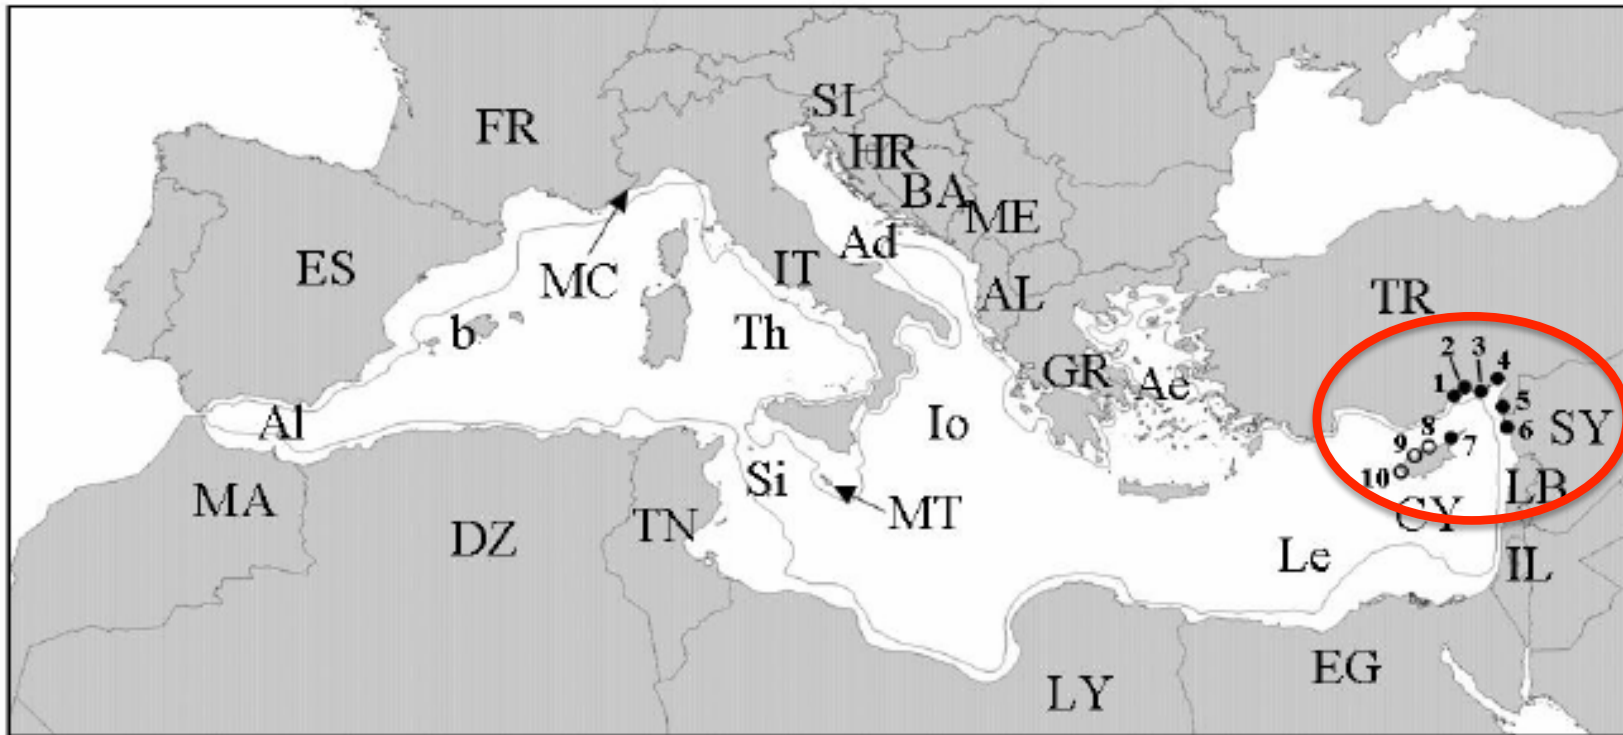 SI
FR
HR
BA
ME
Ad
ES
MC
IT
AL
TR
b
Th
2 3 4
GR
Ae
1
5
Al
Io
8
6
SY
9
7
10
Si
MA
MT
LB
CY
TN
DZ
Le
IL
EG
LY